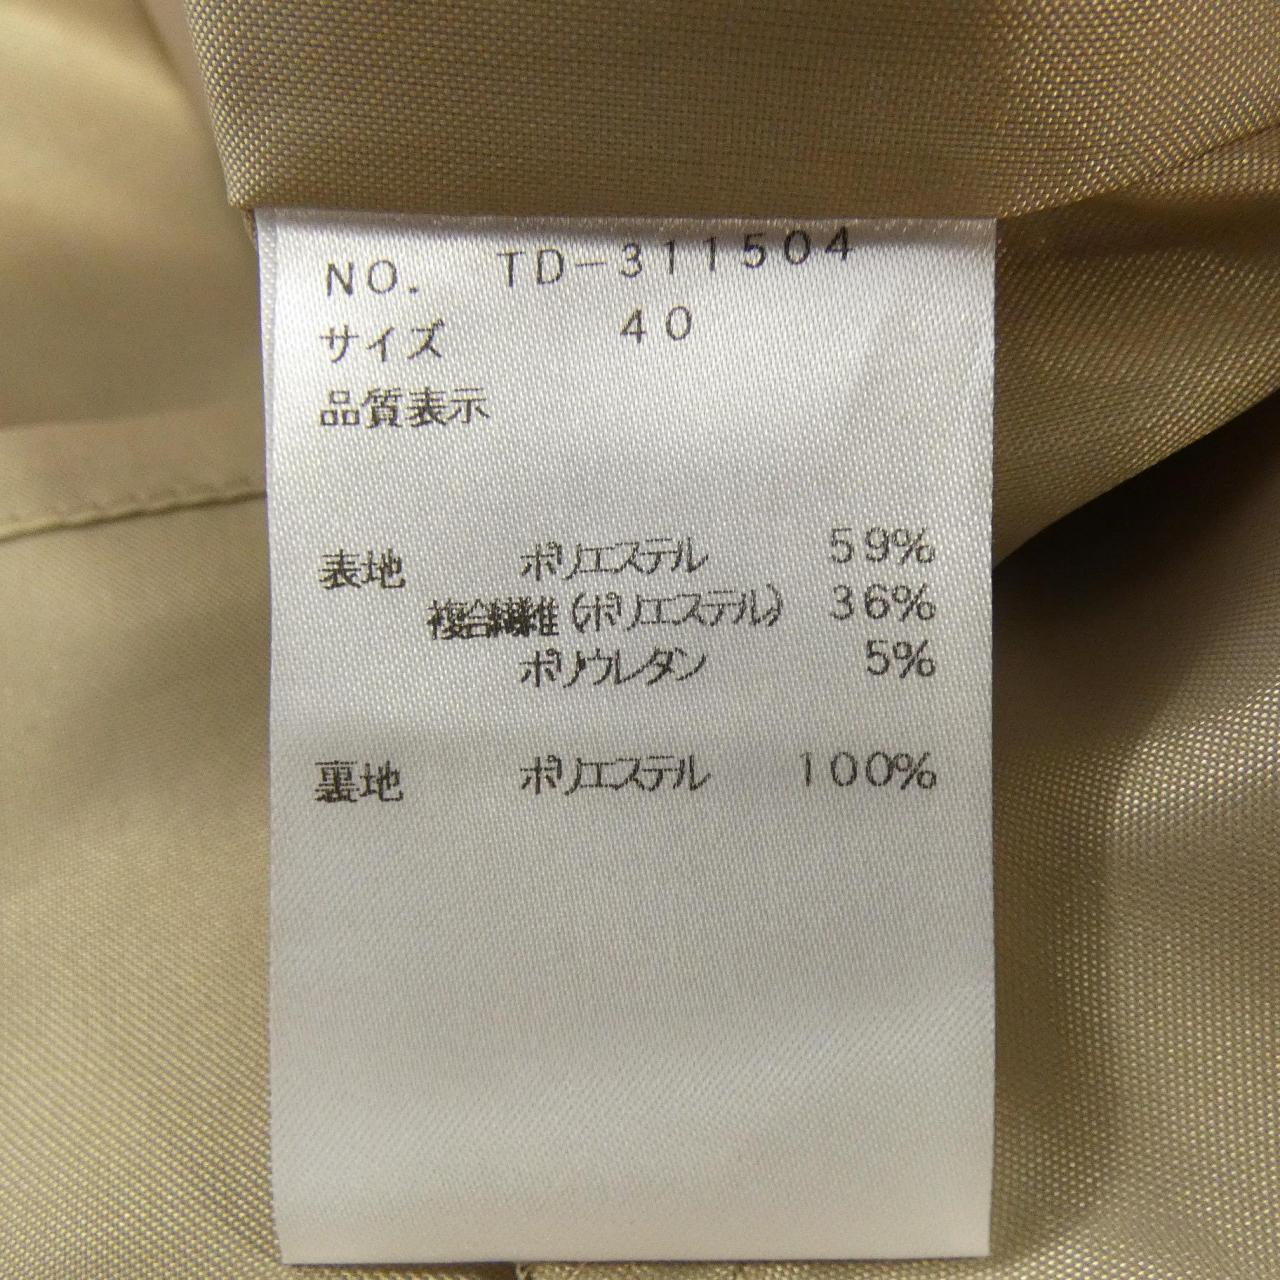 NO. TD-311504
サイズ 40
品質表示
表地 ポリエステル 59%
複合繊維(ポリエステル) 36%
ポリウレタン 5%
裏地 ポリエステル 100%